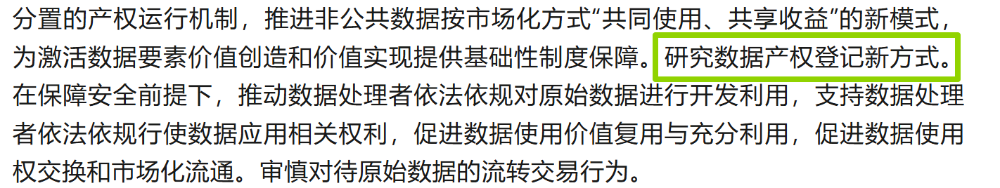 分置的产权运行机制，推进非公共数据按市场化方式“共同使用、共享收益”的新模式，
为激活数据要素价值创造和价值实现提供基础性制度保障。研究数据产权登记新方式。
在保障安全前提下，推动数据处理者依法依规对原始数据进行开发利用，支持数据处理
者依法依规行使数据应用相关权利，促进数据使用价值复用与充分利用，促进数据使用
权交换和市场化流通。审慎对待原始数据的流转交易行为。